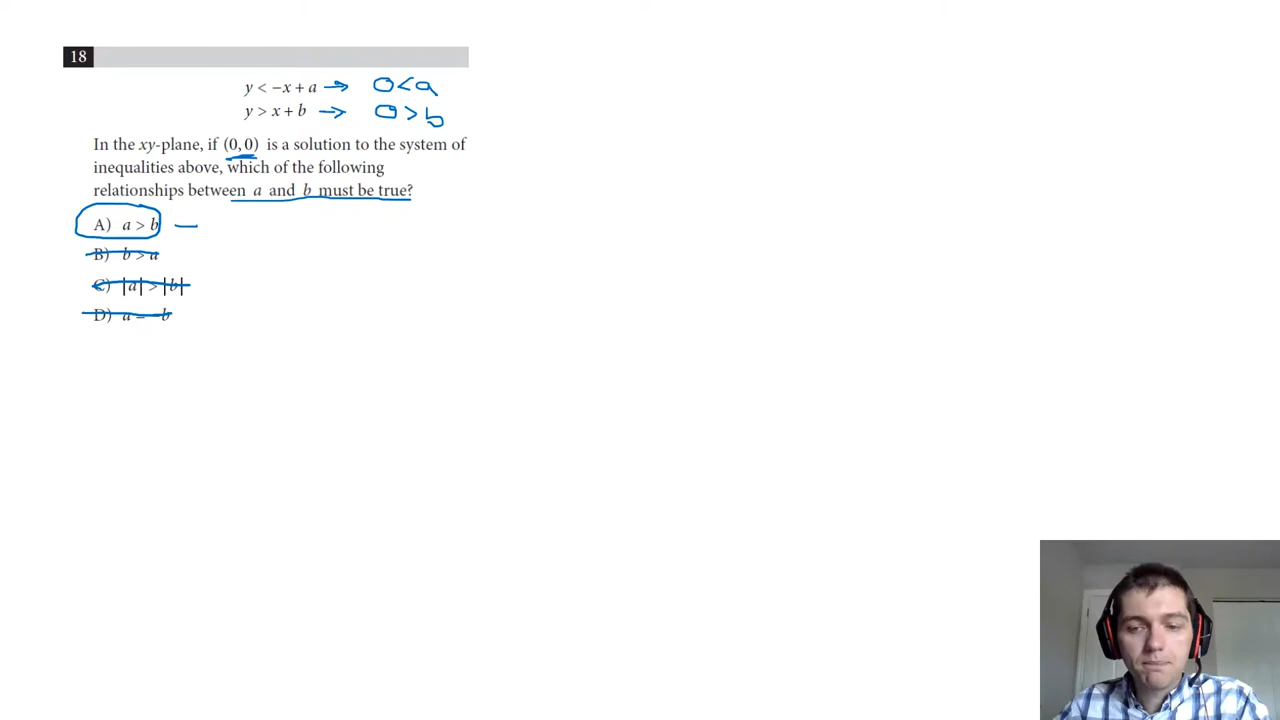 18
y < −x + a → 0 < a
y > x + b → 0 > b
In the xy-plane, if (0, 0) is a solution to the system of
inequalities above, which of the following
relationships between a and b must be true?
A) a > b —
B) b > a
C) |a| > |b|
D) a = −b